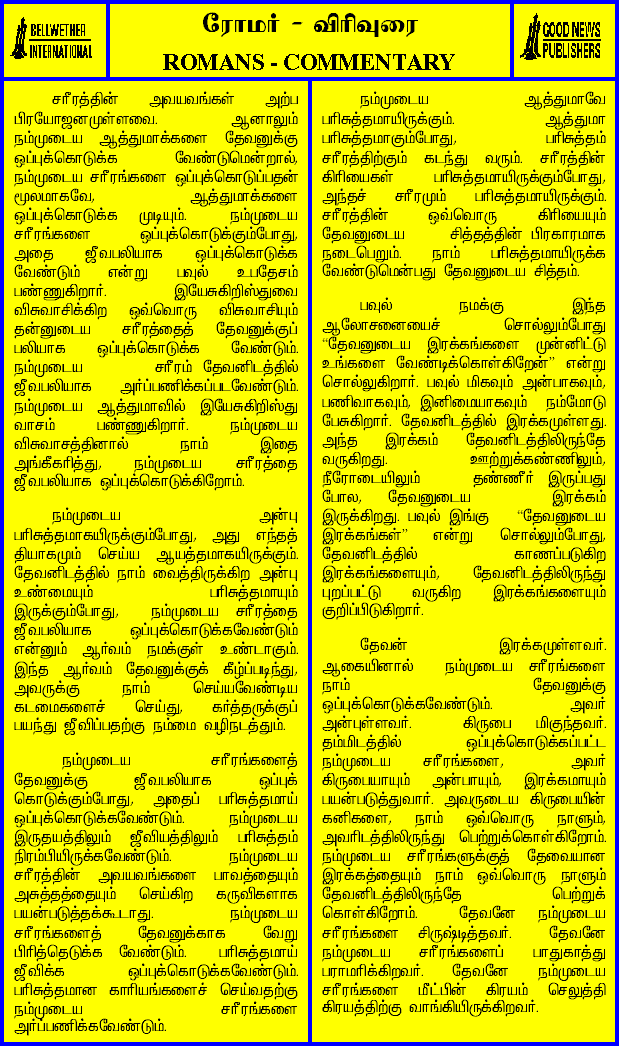 BELLWETHER
INTERNATIONAL
ரோமர் - விரிவுரை
ROMANS - COMMENTARY
GOOD NEWS
PUBLISHERS
சரீரத்தின் அவயவங்கள் அற்ப
பிரயோஜனமுள்ளவை. ஆனாலும்
நம்முடைய ஆத்துமாக்களை தேவனுக்கு
ஒப்புக்கொடுக்க வேண்டுமென்றால்,
நம்முடைய சரீரங்களை ஒப்புக்கொடுப்பதன்
மூலமாகவே, ஆத்துமாக்களை
ஒப்புக்கொடுக்க முடியும். நம்முடைய
சரீரங்களை ஒப்புக்கொடுக்கும்போது,
அதை ஜீவபலியாக ஒப்புக்கொடுக்க
வேண்டும் என்று பவுல் உபதேசம்
பண்ணுகிறார். இயேசுகிறிஸ்துவை
விசுவாசிக்கிற ஒவ்வொரு விசுவாசியும்
தன்னுடைய சரீரத்தைத் தேவனுக்குப்
பலியாக ஒப்புக்கொடுக்க வேண்டும்.
நம்முடைய சரீரம் தேவனிடத்தில்
ஜீவபலியாக அர்ப்பணிக்கப்படவேண்டும்.
நம்முடைய ஆத்துமாவில் இயேசுகிறிஸ்து
வாசம் பண்ணுகிறார். நம்முடைய
விசுவாசத்தினால் நாம் இதை
அங்கீகரித்து, நம்முடைய சரீரத்தை
ஜீவபலியாக ஒப்புக்கொடுக்கிறோம்.
நம்முடைய அன்பு
பரிசுத்தமாகயிருக்கும்போது, அது எந்தத்
தியாகமும் செய்ய ஆயத்தமாகயிருக்கும்.
தேவனிடத்தில் நாம் வைத்திருக்கிற அன்பு
உண்மையும் பரிசுத்தமாயும்
இருக்கும்போது, நம்முடைய சரீரத்தை
ஜீவபலியாக ஒப்புக்கொடுக்கவேண்டும்
என்னும் ஆர்வம் நமக்குள் உண்டாகும்.
இந்த ஆர்வம் தேவனுக்குக் கீழ்ப்படிந்து,
அவருக்கு நாம் செய்யவேண்டிய
கடமைகளைச் செய்து, கர்த்தருக்குப்
பயந்து ஜீவிப்பதற்கு நம்மை வழிநடத்தும்.
நம்முடைய சரீரங்களைத்
தேவனுக்கு ஜீவபலியாக ஒப்புக்
கொடுக்கும்போது, அதைப் பரிசுத்தமாய்
ஒப்புக்கொடுக்கவேண்டும். நம்முடைய
இருதயத்திலும் ஜீவியத்திலும் பரிசுத்தம்
நிரம்பியிருக்கவேண்டும். நம்முடைய
சரீரத்தின் அவயவங்களை பாவத்தையும்
அசுத்தத்தையும் செய்கிற கருவிகளாக
பயன்படுத்தக்கூடாது. நம்முடைய
சரீரங்களைத் தேவனுக்காக வேறு
பிரித்தெடுக்க வேண்டும். பரிசுத்தமாய்
ஜீவிக்க ஒப்புக்கொடுக்கவேண்டும்.
பரிசுத்தமான காரியங்களைச் செய்வதற்கு
நம்முடைய சரீரங்களை
அர்ப்பணிக்கவேண்டும்.
நம்முடைய ஆத்துமாவே
பரிசுத்தமாயிருக்கும். ஆத்துமா
பரிசுத்தமாகும்போது, பரிசுத்தம்
சரீரத்திற்கும் கடந்து வரும். சரீரத்தின்
கிரியைகள் பரிசுத்தமாயிருக்கும்போது,
அந்தச் சரீரமும் பரிசுத்தமாயிருக்கும்.
சரீரத்தின் ஒவ்வொரு கிரியையும்
தேவனுடைய சித்தத்தின் பிரகாரமாக
நடைபெறும். நாம் பரிசுத்தமாயிருக்க
வேண்டுமென்பது தேவனுடைய சித்தம்.
பவுல் நமக்கு இந்த
ஆலோசனையைச் சொல்லும்போது
“தேவனுடைய இரக்கங்களை முன்னிட்டு
உங்களை வேண்டிக்கொள்கிறேன்” என்று
சொல்லுகிறார். பவுல் மிகவும் அன்பாகவும்,
பணிவாகவும், இனிமையாகவும் நம்மோடு
பேசுகிறார். தேவனிடத்தில் இரக்கமுள்ளது.
அந்த இரக்கம் தேவனிடத்திலிருந்தே
வருகிறது. ஊற்றுக்கண்ணிலும்,
நீரோடையிலும் தண்ணீர் இருப்பது
போல, தேவனுடைய இரக்கம்
இருக்கிறது. பவுல் இங்கு “தேவனுடைய
இரக்கங்கள்” என்று சொல்லும்போது,
தேவனிடத்தில் காணப்படுகிற
இரக்கங்களையும், தேவனிடத்திலிருந்து
புறப்பட்டு வருகிற இரக்கங்களையும்
குறிப்பிடுகிறார்.
தேவன் இரக்கமுள்ளவர்.
ஆகையினால் நம்முடைய சரீரங்களை
நாம் தேவனுக்கு
ஒப்புக்கொடுக்கவேண்டும். அவர்
அன்புள்ளவர். கிருபை மிகுந்தவர்.
தம்மிடத்தில் ஒப்புக்கொடுக்கப்பட்ட
நம்முடைய சரீரங்களை, அவர்
கிருபையாயும் அன்பாயும், இரக்கமாயும்
பயன்படுத்துவார். அவருடைய கிருபையின்
கனிகளை, நாம் ஒவ்வொரு நாளும்,
அவரிடத்திலிருந்து பெற்றுக்கொள்கிறோம்.
நம்முடைய சரீரங்களுக்குத் தேவையான
இரக்கத்தையும் நாம் ஒவ்வொரு நாளும்
தேவனிடத்திலிருந்தே பெற்றுக்
கொள்கிறோம். தேவனே நம்முடைய
சரீரங்களை சிருஷ்டித்தவர். தேவனே
நம்முடைய சரீரங்களைப் பாதுகாத்து
பராமரிக்கிறவர். தேவனே நம்முடைய
சரீரங்களை மீட்பின் கிரயம் செலுத்தி
கிரயத்திற்கு வாங்கியிருக்கிறவர்.